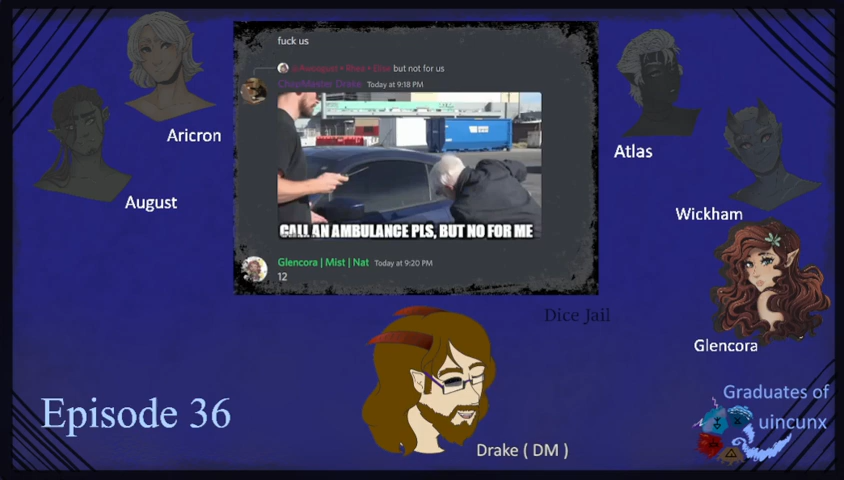 fuck us
but not for us
Today at 9:18 PM
CALL AN AMBULANCE PLS, BUT NO FOR ME
Glencora | Mist | Nat Today at 9:20 PM
12
Aricron
August
Atlas
Wickham
Glencora
Dice Jail
Episode 36
Drake ( DM )
Graduates of
uincunx